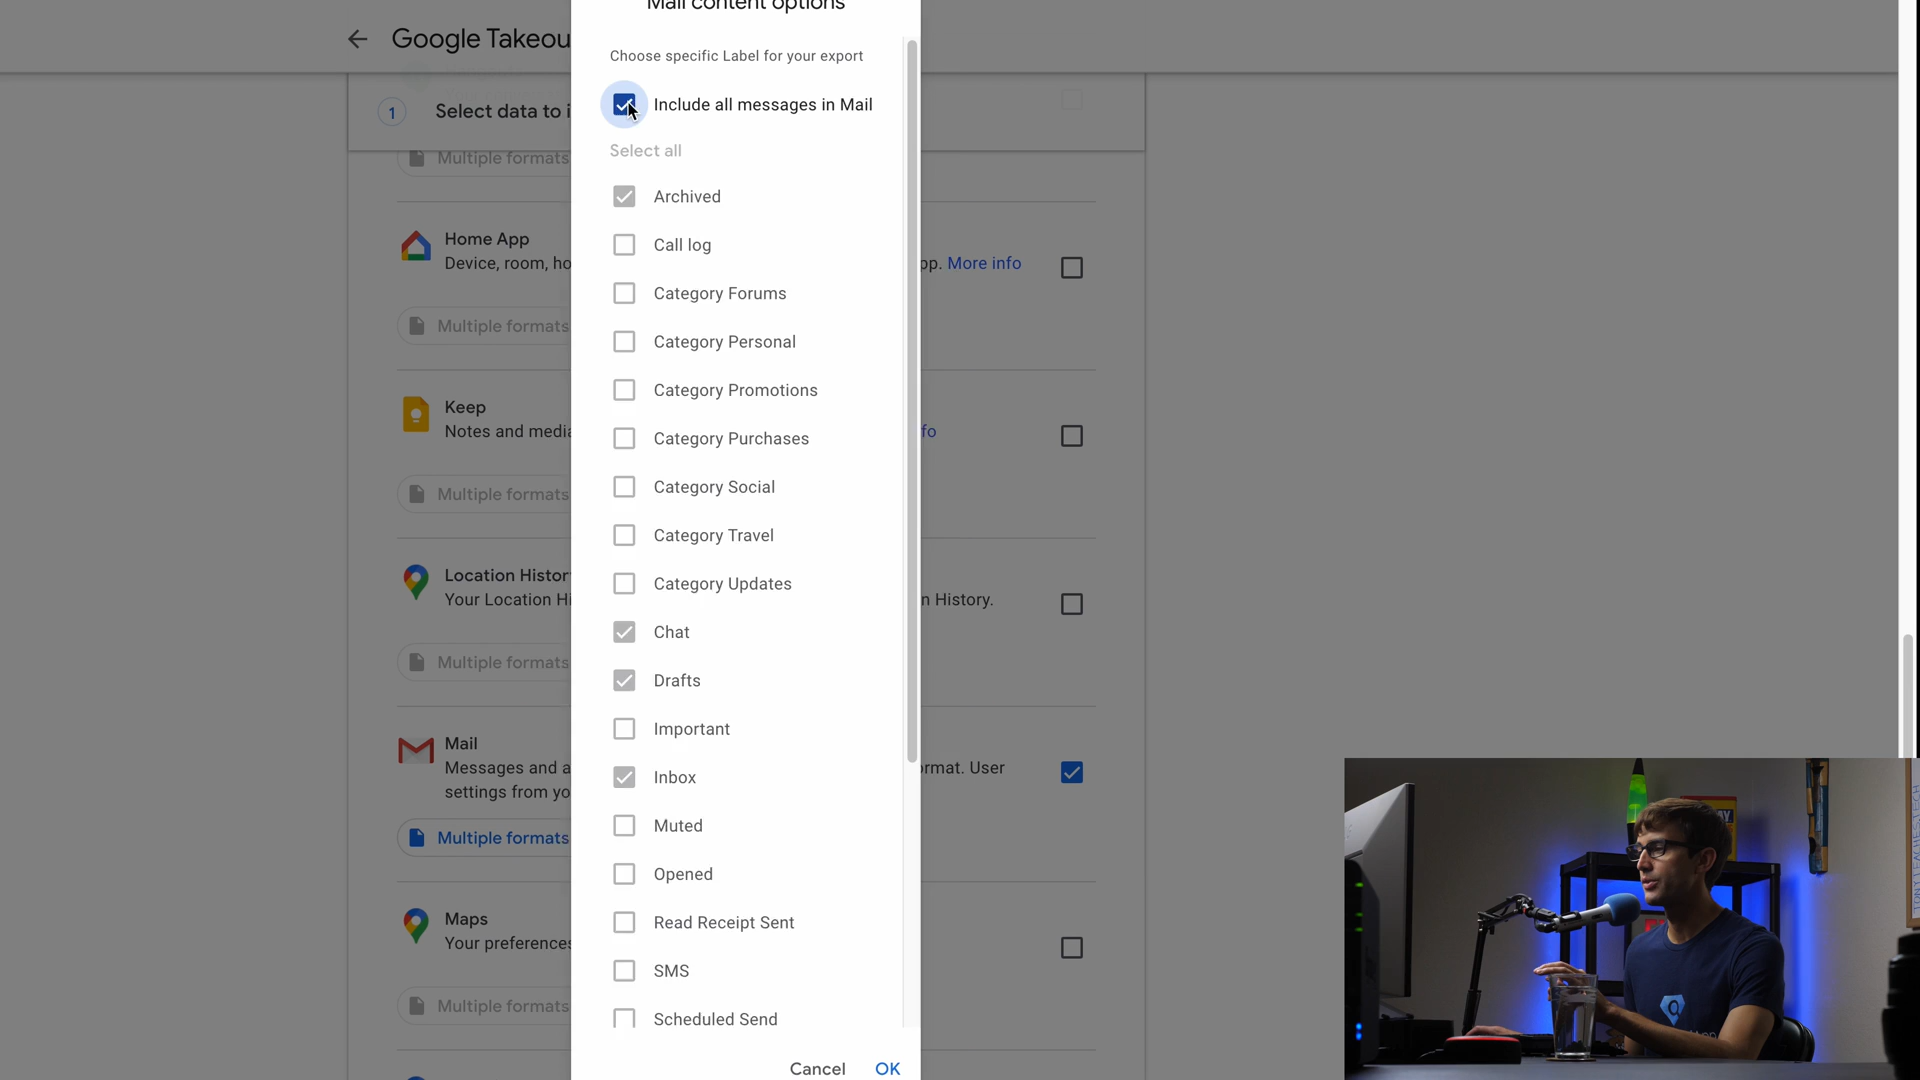 Mail content options
Google Takeou
Choose specific Label for your export
Include all messages in Mail
1 Select data to i
Select all
Multiple formats
Archived
Home App
Device, room, ho
pp. More info
Call log
Category Forums
Multiple formats
Category Personal
Category Promotions
Keep
Notes and media
fo
Category Purchases
Category Social
Multiple formats
Category Travel
Location Histor
Your Location Hi
n History.
Category Updates
Chat
Multiple formats
Drafts
Important
Mail
Messages and a
ormat. User
settings from yo
Inbox
Muted
Multiple formats
Opened
Maps
Your preferences
Read Receipt Sent
SMS
Multiple formats
Scheduled Send
Cancel OK